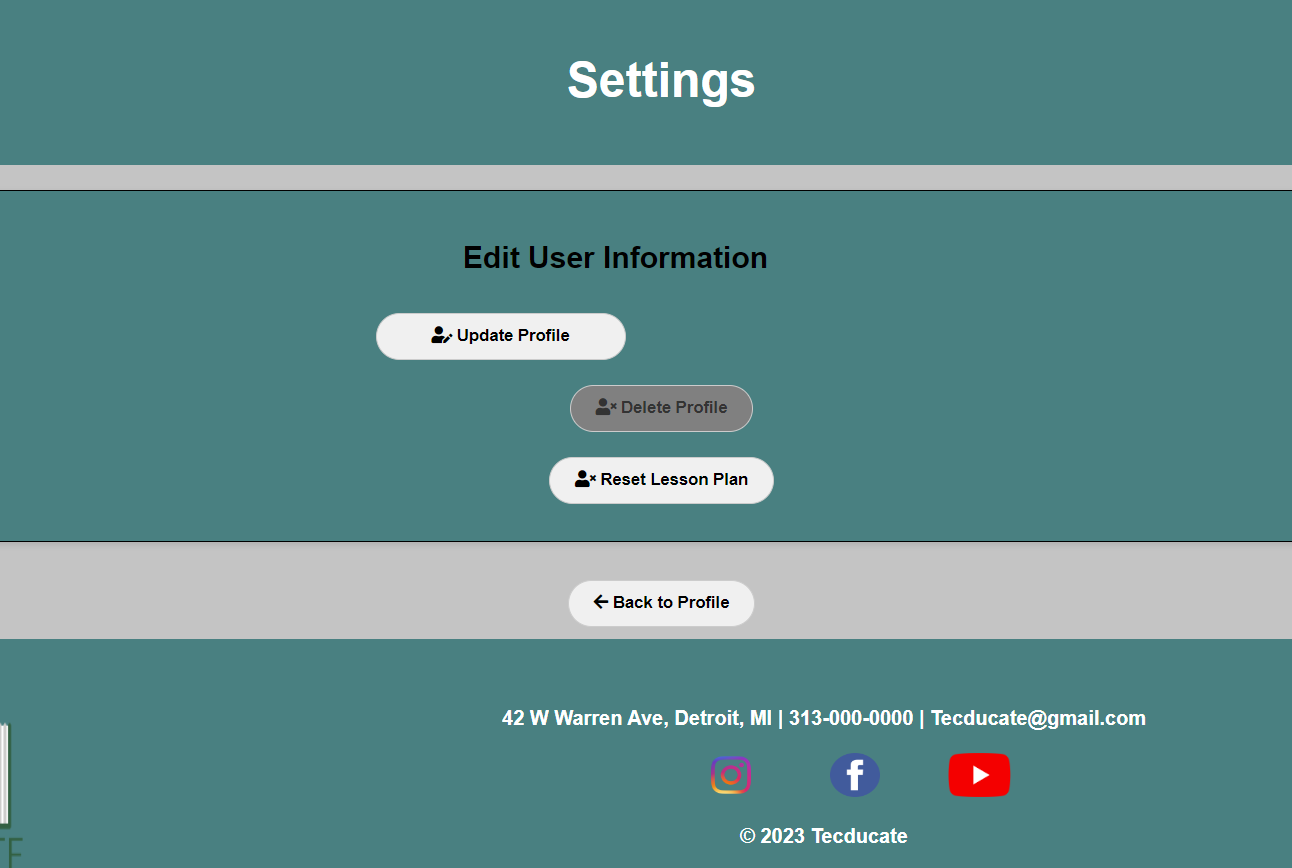 Settings
Edit User Information
Update Profile
Delete Profile
Reset Lesson Plan
Back to Profile
42 W Warren Ave, Detroit, MI | 313-000-0000 | Tecducate@gmail.com
© 2023 Tecducate